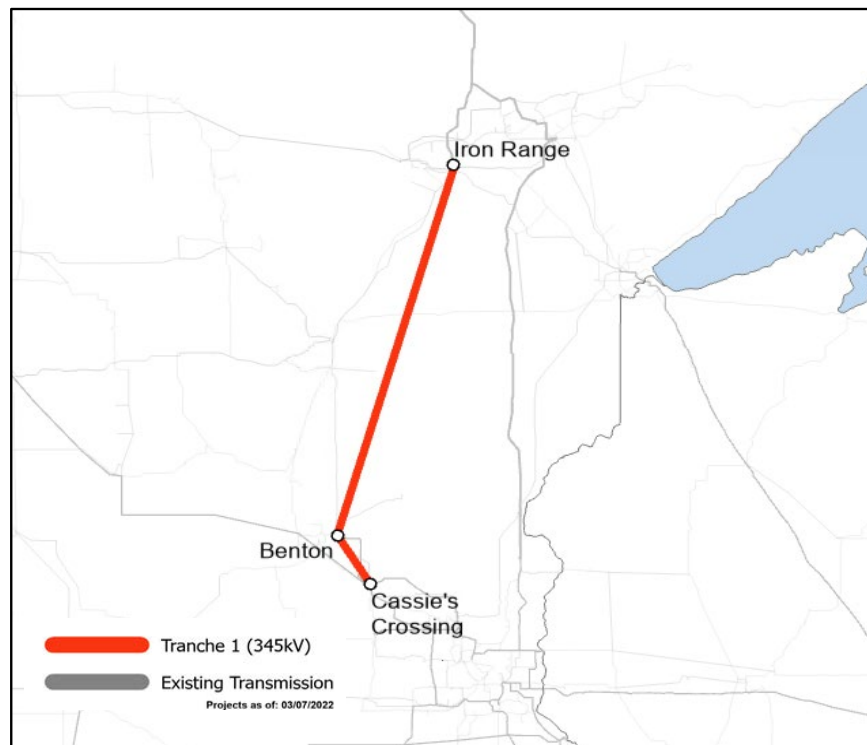 Iron Range
Benton
Cassie's
Crossing
Tranche 1 (345kV)
Existing Transmission
Projects as of: 03/07/2022